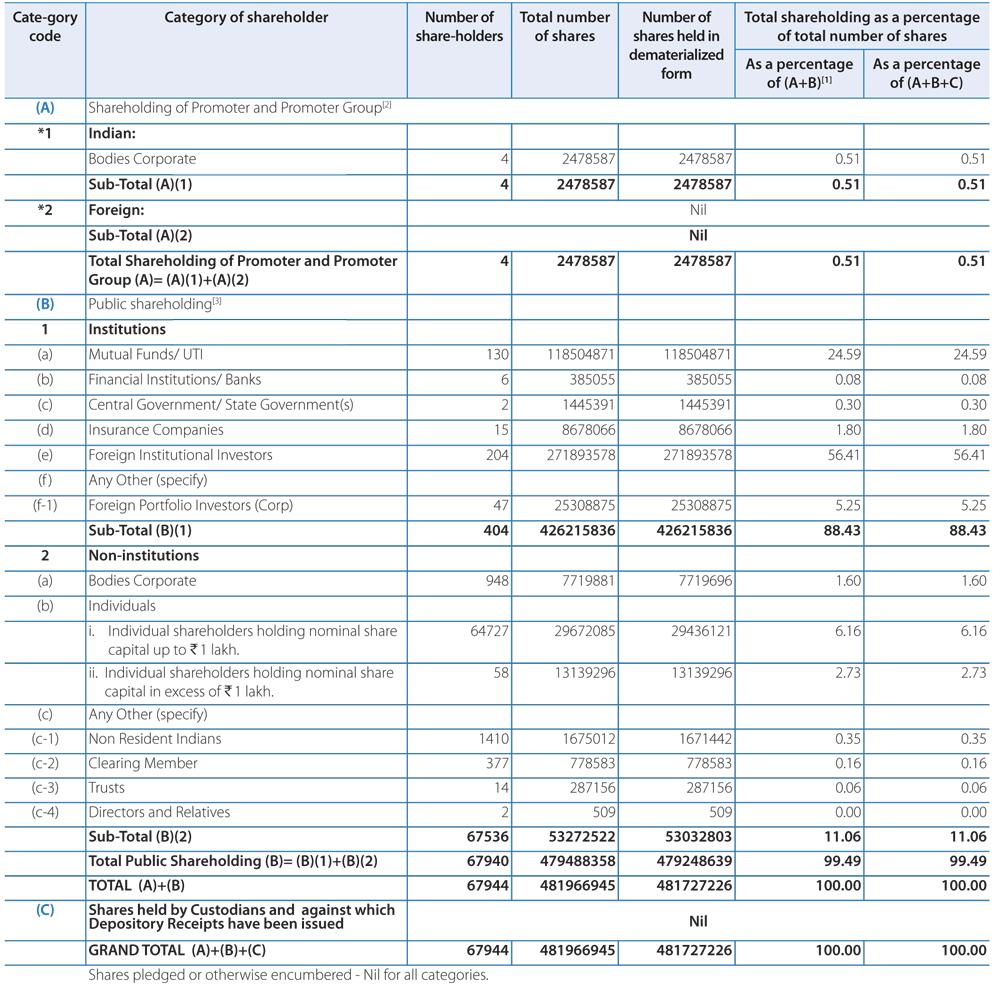 Cate-gory code | Category of shareholder | Number of share-holders | Total number of shares | Number of shares held in dematerialized form | Total shareholding as a percentage of total number of shares
As a percentage of (A+B)[1] | As a percentage of (A+B+C)
(A) Shareholding of Promoter and Promoter Group[2]
*1 Indian:
Bodies Corporate 4 2478587 2478587 0.51 0.51
Sub-Total (A)(1) 4 2478587 2478587 0.51 0.51
*2 Foreign: Nil
Sub-Total (A)(2) Nil
Total Shareholding of Promoter and Promoter 4 2478587 2478587 0.51 0.51
Group (A)= (A)(1)+(A)(2)
(B) Public shareholding[3]
1 Institutions
(a) Mutual Funds/ UTI 130 118504871 118504871 24.59 24.59
(b) Financial Institutions/ Banks 6 385055 385055 0.08 0.08
(c) Central Government/ State Government(s) 2 1445391 1445391 0.30 0.30
(d) Insurance Companies 15 8678066 8678066 1.80 1.80
(e) Foreign Institutional Investors 204 271893578 271893578 56.41 56.41
(f) Any Other (specify)
(f-1) Foreign Portfolio Investors (Corp) 47 25308875 25308875 5.25 5.25
Sub-Total (B)(1) 404 426215836 426215836 88.43 88.43
2 Non-institutions
(a) Bodies Corporate 948 7719881 7719696 1.60 1.60
(b) Individuals
i. Individual shareholders holding nominal share 64727 29672085 29436121 6.16 6.16
capital up to ₹ 1 lakh.
ii. Individual shareholders holding nominal share 58 13139296 13139296 2.73 2.73
capital in excess of ₹ 1 lakh.
(c) Any Other (specify)
(c-1) Non Resident Indians 1410 1675012 1671442 0.35 0.35
(c-2) Clearing Member 377 778583 778583 0.16 0.16
(c-3) Trusts 14 287156 287156 0.06 0.06
(c-4) Directors and Relatives 2 509 509 0.00 0.00
Sub-Total (B)(2) 67536 53272522 53032803 11.06 11.06
Total Public Shareholding (B)= (B)(1)+(B)(2) 67940 479488358 479248639 99.49 99.49
TOTAL (A)+(B) 67944 481966945 481727226 100.00 100.00
(C) Shares held by Custodians and against which Nil
Depository Receipts have been issued
GRAND TOTAL (A)+(B)+(C) 67944 481966945 481727226 100.00 100.00
Shares pledged or otherwise encumbered - Nil for all categories.